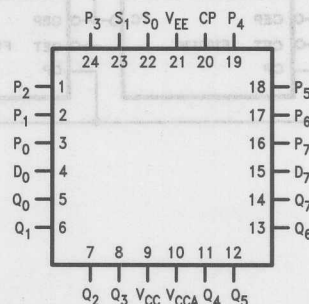 P3 S1 S0 VEE CP P4
24 23 22 21 20 19
P2 1 18 P5
P1 2 17 P6
P0 3 16 P7
D0 4 15 D7
Q0 5 14 Q7
Q1 6 13 Q6
7 8 9 10 11 12
Q2 Q3 VCC VCCA Q4 Q5